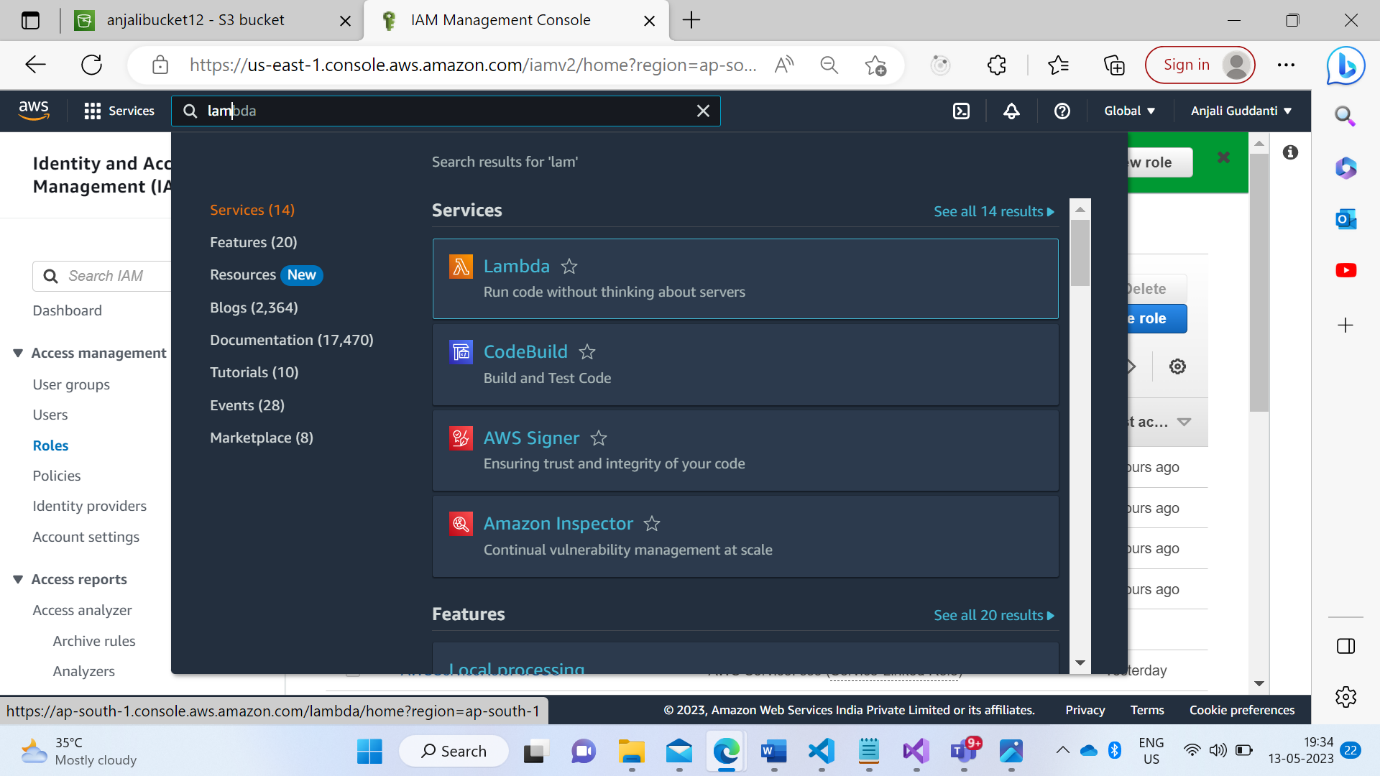 anjalibucket12 - S3 bucket
IAM Management Console
https://us-east-1.console.aws.amazon.com/iamv2/home?region=ap-so...
Sign in
aws
Services
lambda
Global
Anjali Guddanti
Identity and Acc
Management (IA
Search IAM
Dashboard
Access management
User groups
Users
Roles
Policies
Identity providers
Account settings
Access reports
Access analyzer
Archive rules
Analyzers
Search results for 'lam'
Services (14)
Features (20)
Resources New
Blogs (2,364)
Documentation (17,470)
Tutorials (10)
Events (28)
Marketplace (8)
Services
See all 14 results
Lambda
Run code without thinking about servers
CodeBuild
Build and Test Code
AWS Signer
Ensuring trust and integrity of your code
Amazon Inspector
Continual vulnerability management at scale
Features
See all 20 results
Local processing
ew role
Delete
e role
t ac...
ours ago
ours ago
ours ago
ours ago
Yesterday
https://ap-south-1.console.aws.amazon.com/lambda/home?region=ap-south-1
© 2023, Amazon Web Services India Private Limited or its affiliates.
Privacy
Terms
Cookie preferences
35°C
Mostly cloudy
Search
9+
ENG
US
19:34
13-05-2023
22